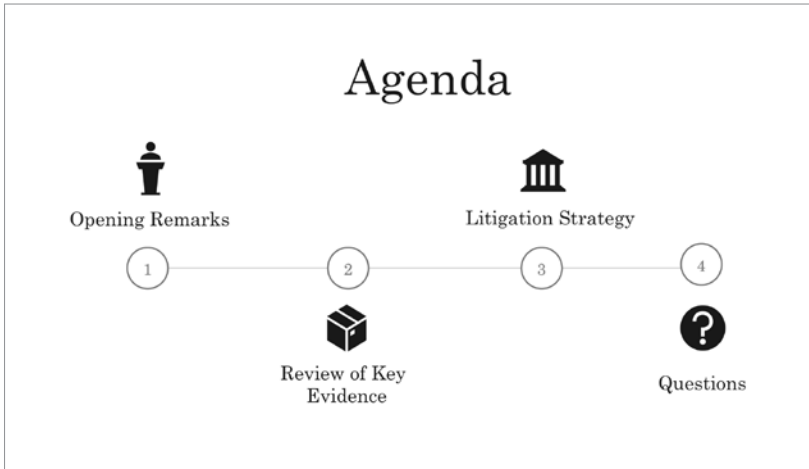 Agenda
Opening Remarks
1
2
Review of Key
Evidence
Litigation Strategy
3
4
?
Questions